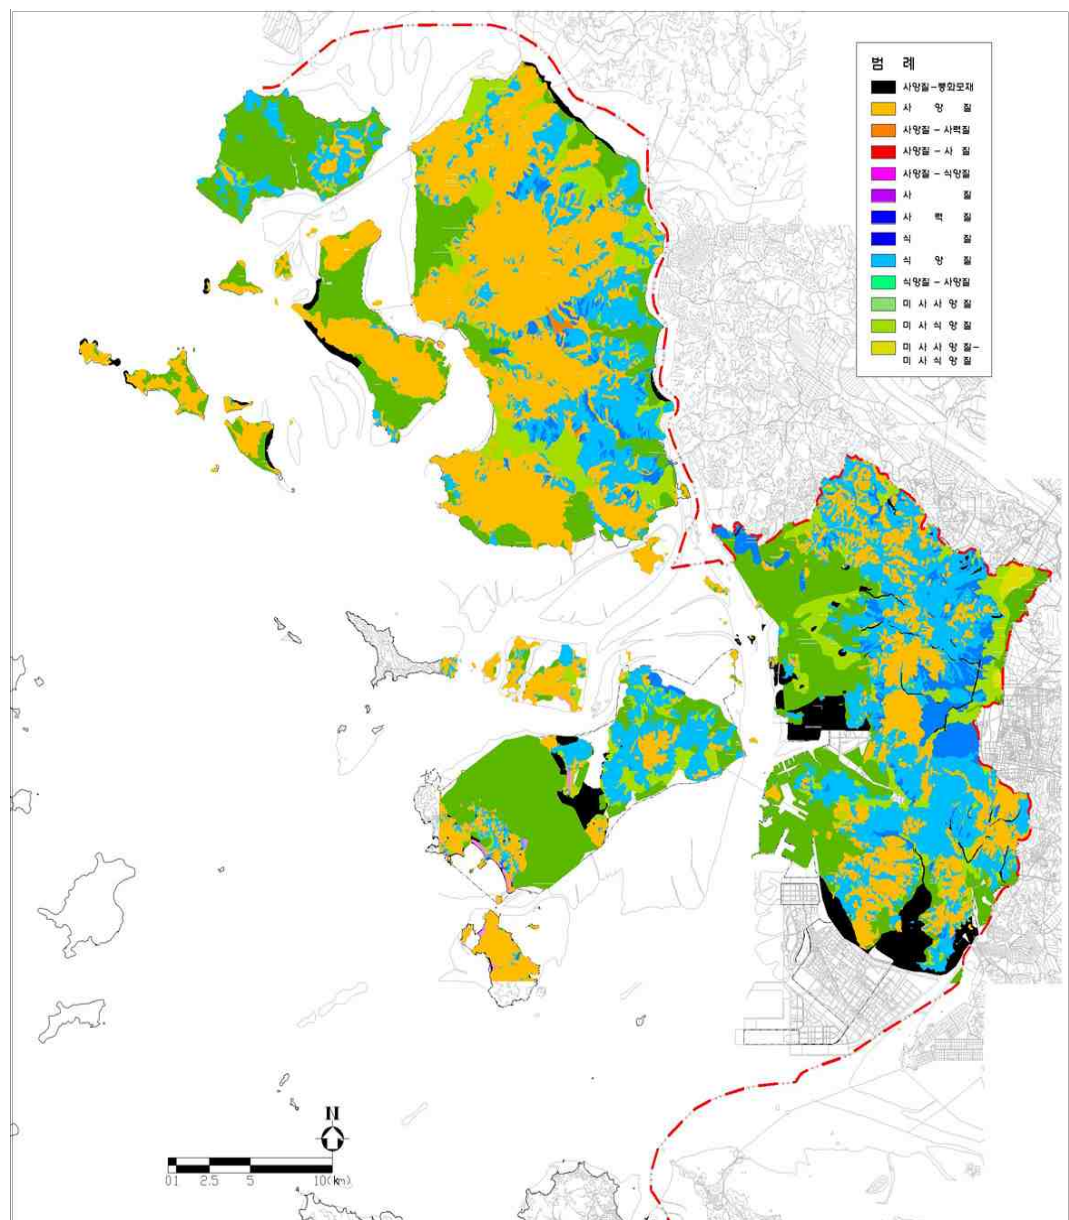 범 례
사양질-풍화모재
사 양 질
사양질-사력질
사양질-사 질
사양질-식양질
사 질
사 력 질
식 질
식 양 질
식양질-사양질
미 사 사 양 질
미 사 식 양 질
미 사 사 양 질-
미 사 식 양 질
N
0 1 2.5 5 10(km)